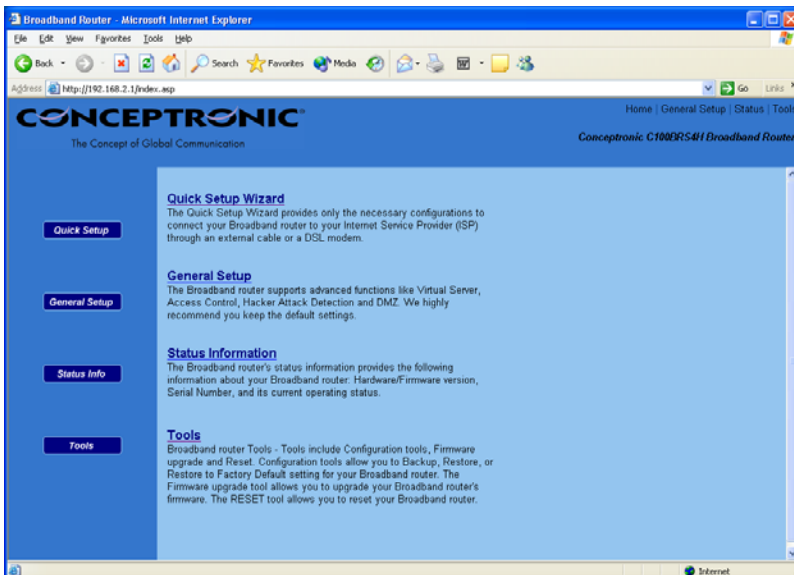 Broadband Router - Microsoft Internet Explorer
File Edit View Favorites Tools Help
Back Search Favorites Media
Address http://192.168.2.1/index.asp Go Links
CONCEPTRONIC
The Concept of Global Communication
Home | General Setup | Status | Tools
Conceptronic C100BRS4H Broadband Router
Quick Setup
Quick Setup Wizard
The Quick Setup Wizard provides only the necessary configurations to
connect your Broadband router to your Internet Service Provider (ISP)
through an external cable or a DSL modem.
General Setup
General Setup
The Broadband router supports advanced functions like Virtual Server,
Access Control, Hacker Attack Detection and DMZ. We highly
recommend you keep the default settings.
Status Info
Status Information
The Broadband router's status information provides the following
information about your Broadband router: Hardware/Firmware version,
Serial Number, and its current operating status.
Tools
Tools
Broadband router Tools - Tools include Configuration tools, Firmware
upgrade and Reset. Configuration tools allow you to Backup, Restore, or
Restore to Factory Default setting for your Broadband router. The
Firmware upgrade tool allows you to upgrade your Broadband router's
firmware. The RESET tool allows you to reset your Broadband router.
Internet